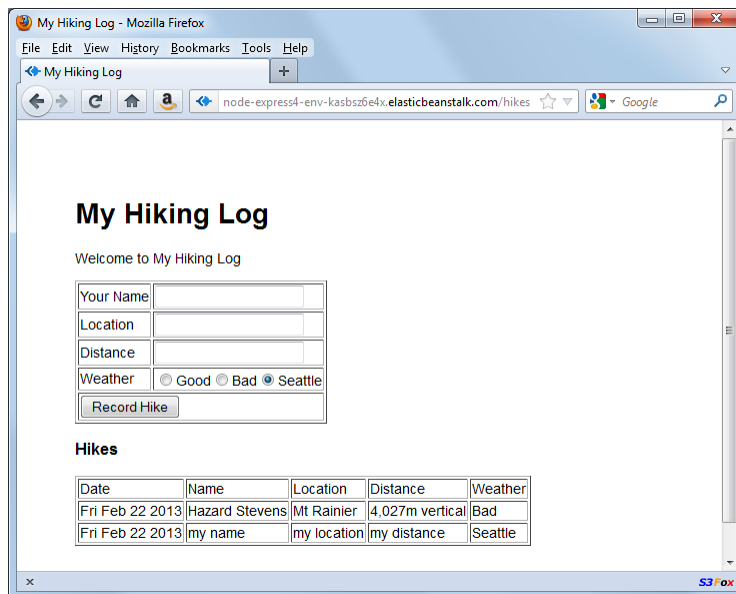 My Hiking Log - Mozilla Firefox
File Edit View History Bookmarks Tools Help
My Hiking Log
node-express4-env-kasbsz6e4x.elasticbeanstalk.com/hikes Google
My Hiking Log
Welcome to My Hiking Log
Your Name
Location
Distance
Weather Good Bad Seattle
Record Hike
Hikes
Date Name Location Distance Weather
Fri Feb 22 2013 Hazard Stevens Mt Rainier 4,027m vertical Bad
Fri Feb 22 2013 my name my location my distance Seattle
S3Fox